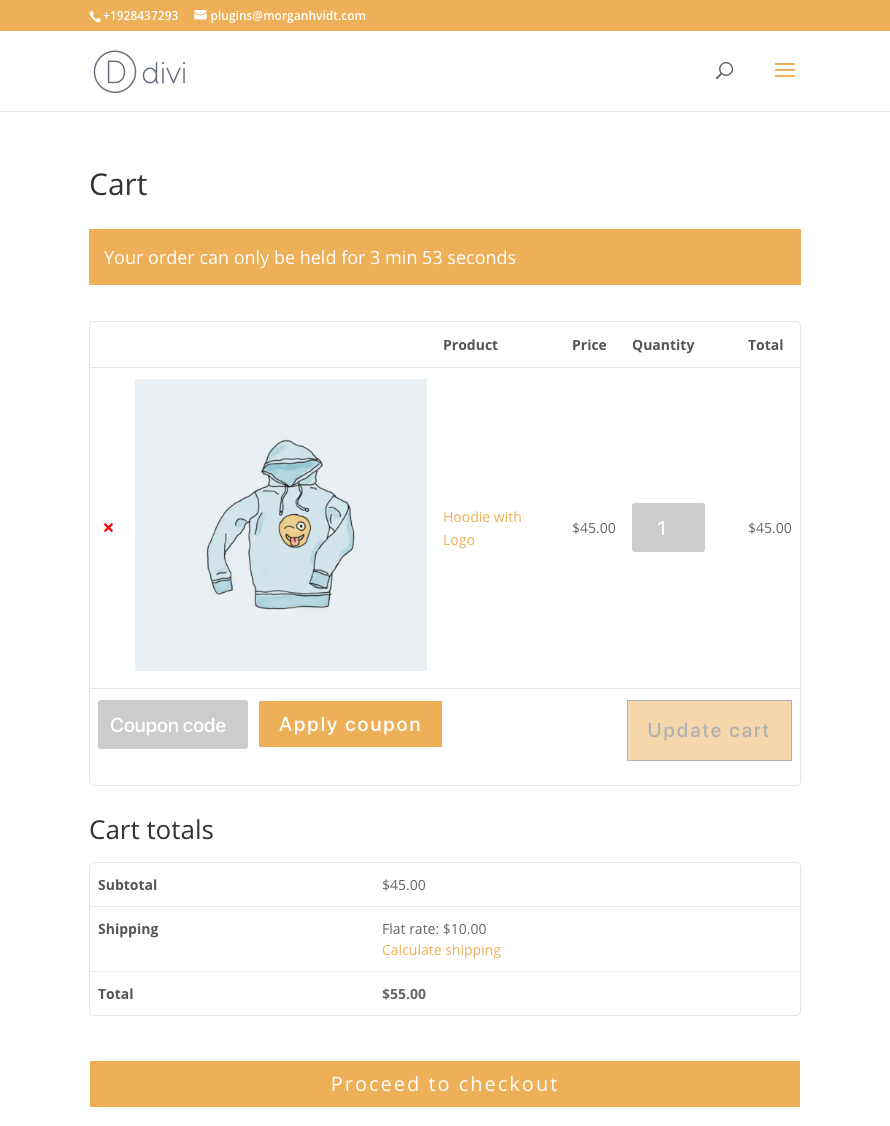 +1928437293 plugins@morganhvidt.com
D divi
Cart
Your order can only be held for 3 min 53 seconds
Product Price Quantity Total
Hoodie with
Logo
$45.00 1 $45.00
Coupon code Apply coupon Update cart
Cart totals
Subtotal $45.00
Shipping Flat rate: $10.00
Calculate shipping
Total $55.00
Proceed to checkout